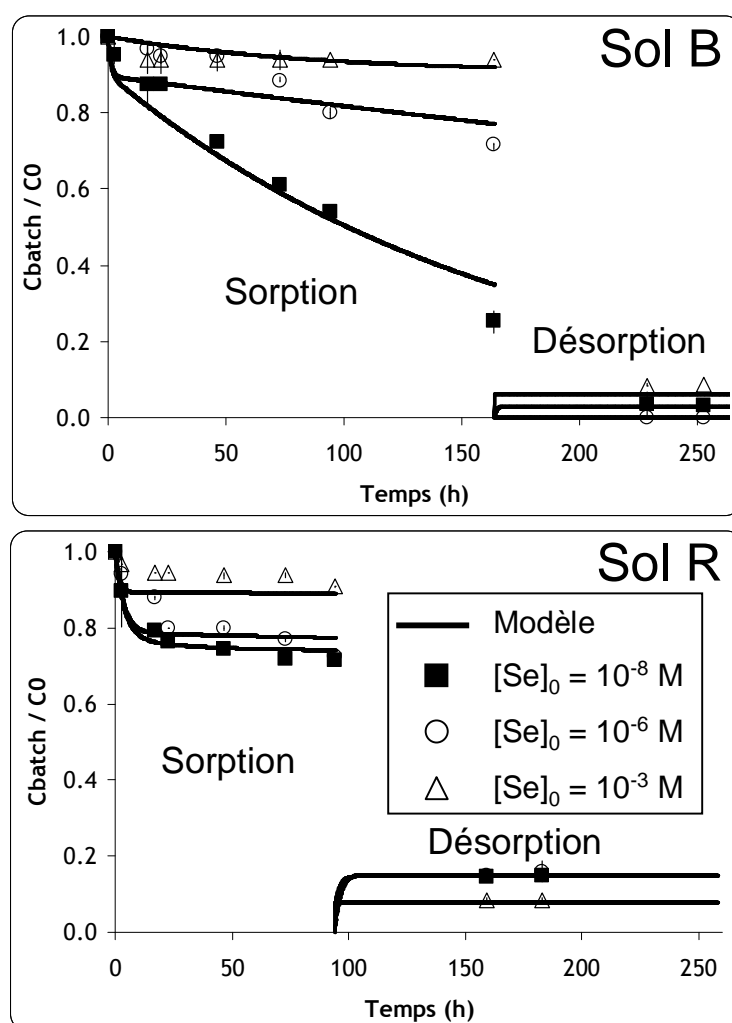 Sol B
1.0
0.8
0.6
0.4
0.2
0.0
Cbatch / C0
Sorption
Désorption
0
50
100
150
200
250
Temps (h)
Sol R
1.0
0.8
0.6
0.4
0.2
0.0
Cbatch / C0
Modèle
[Se]0 = 10-8 M
[Se]0 = 10-6 M
[Se]0 = 10-3 M
Sorption
Désorption
0
50
100
150
200
250
Temps (h)